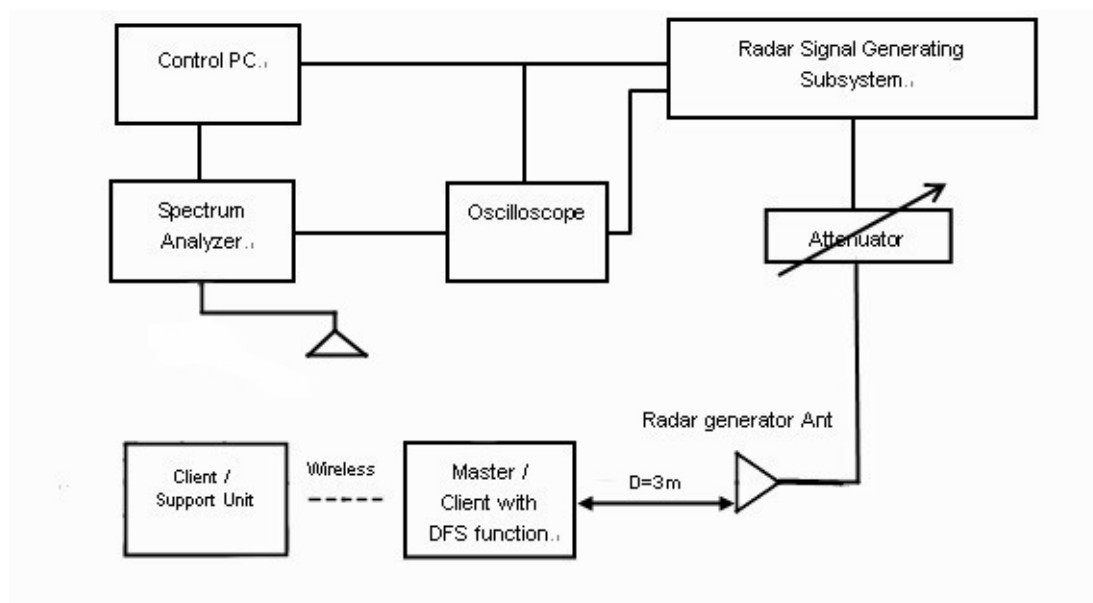 Control PC.
Radar Signal Generating
Subsystem.
Spectrum
Analyzer.
Oscilloscope
Attenuator
Radar generator Ant
Client /
Support Unit
Wireless
Master /
Client with
DFS function.
D=3m